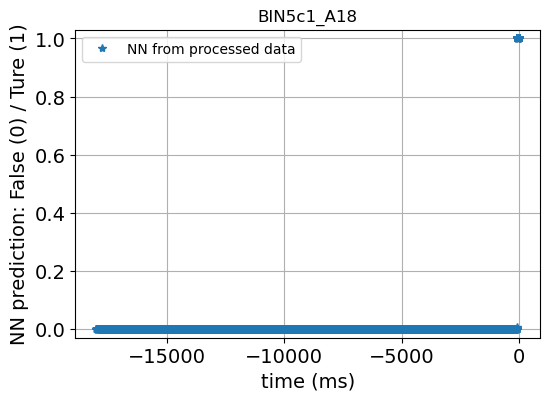 BIN5c1_A18
NN prediction: False (0) / Ture (1)
1.0
0.8
0.6
0.4
0.2
0.0
NN from processed data
−15000
−10000
−5000
0
time (ms)